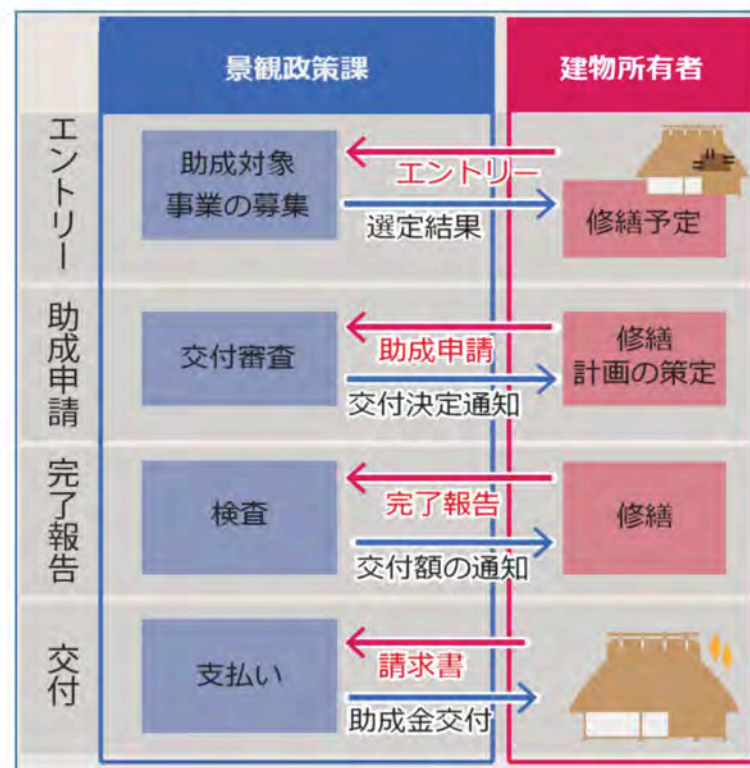 景観政策課
建物所有者
エントリー
助成対象
事業の募集
エントリー
選定結果
修繕予定
助成申請
交付審査
助成申請
交付決定通知
修繕
計画の策定
完了報告
検査
完了報告
交付額の通知
修繕
交付
支払い
請求書
助成金交付